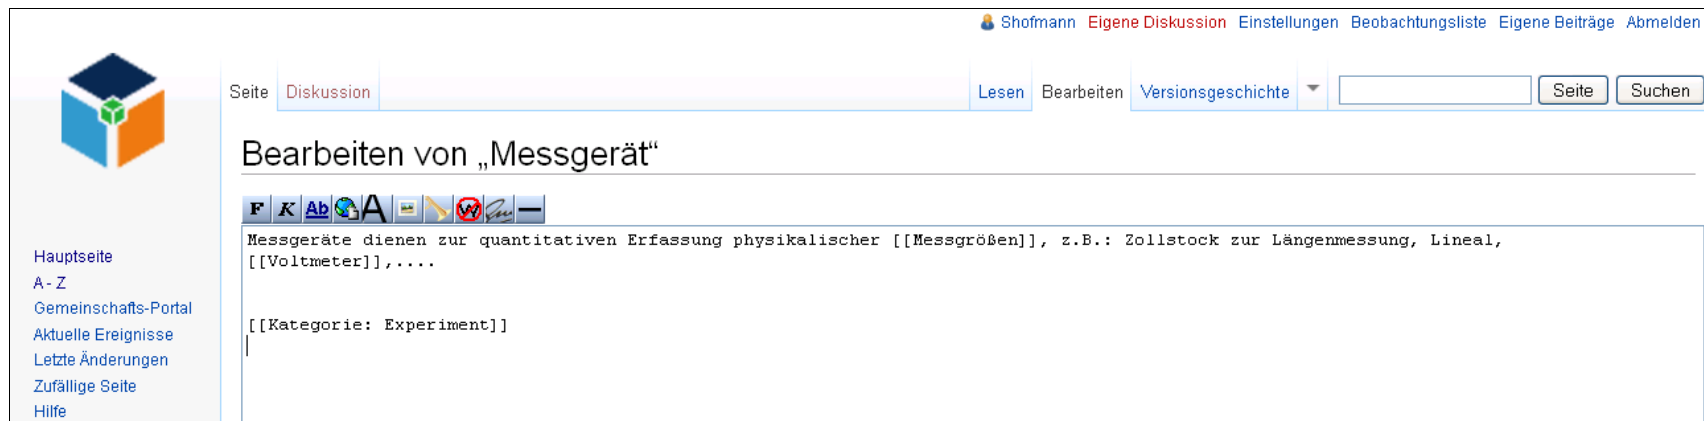 Shofmann Eigene Diskussion Einstellungen Beobachtungsliste Eigene Beiträge Abmelden
Seite Diskussion Lesen Bearbeiten Versionsgeschichte Seite Suchen
Bearbeiten von „Messgerät“
F K Ab A W
Messgeräte dienen zur quantitativen Erfassung physikalischer [[Messgrößen]], z.B.: Zollstock zur Längenmessung, Lineal,
[[Voltmeter]],....
[[Kategorie: Experiment]]
Hauptseite
A - Z
Gemeinschafts-Portal
Aktuelle Ereignisse
Letzte Änderungen
Zufällige Seite
Hilfe